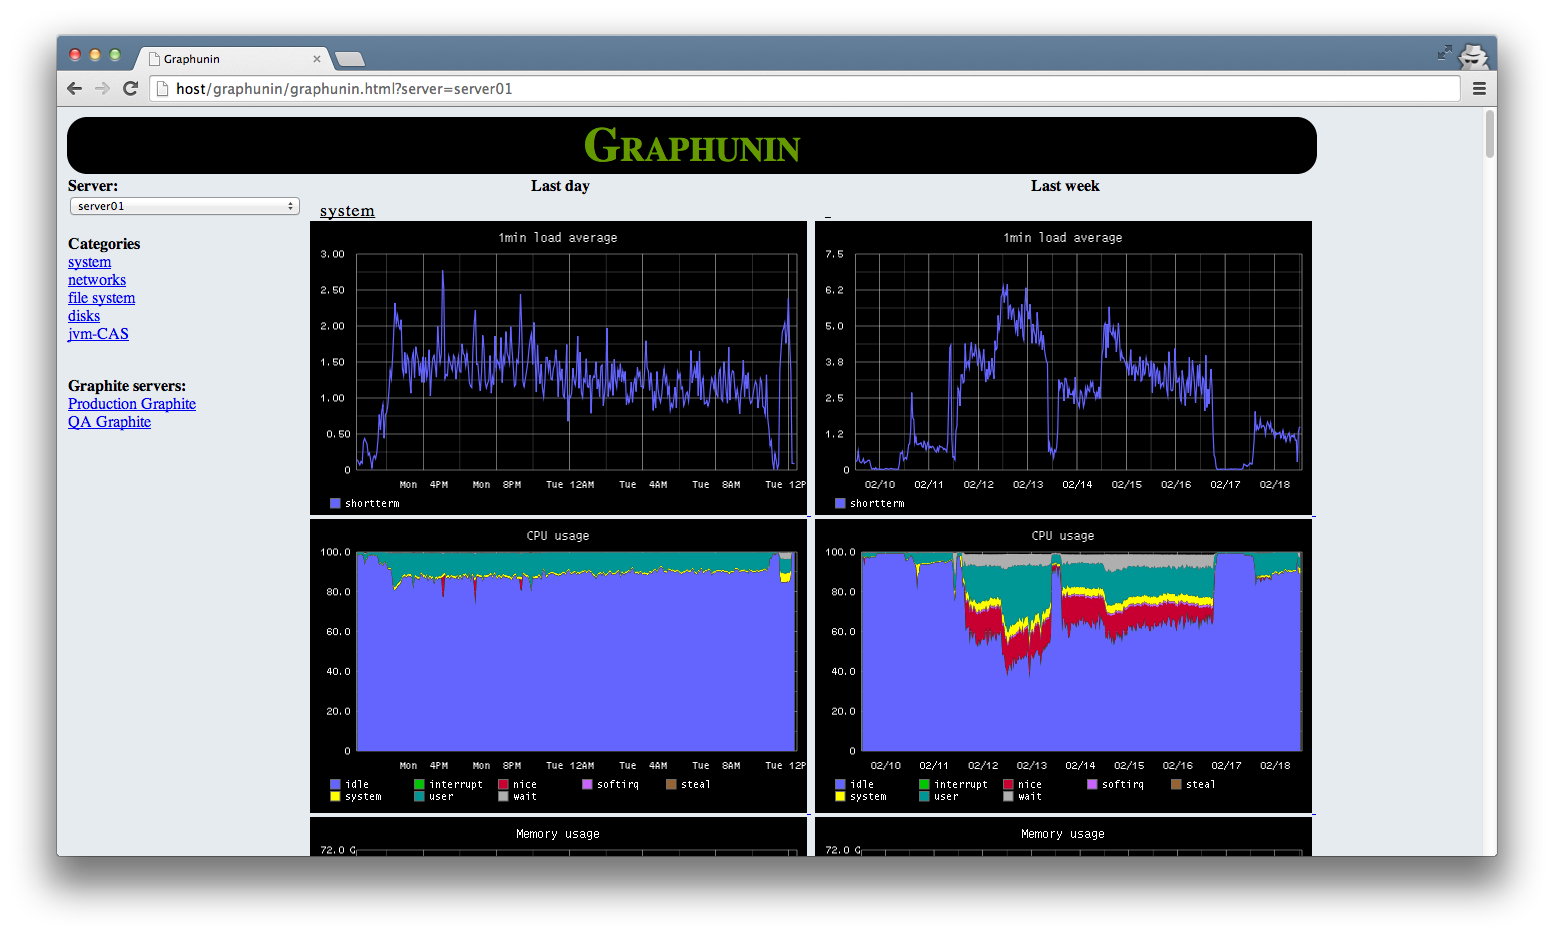 Graphunin
host/graphunin/graphunin.html?server=server01
GRAPHUNIN
Server:
server01
Categories
system
networks
file system
disks
jvm-CAS
Graphite servers:
Production Graphite
QA Graphite
Last day
Last week
system
1min load average
3.00
2.50
2.00
1.50
1.00
0.50
0
Mon 4PM Mon 8PM Tue 12AM Tue 4AM Tue 8AM Tue 12P
shortterm
1min load average
7.5
6.2
5.0
3.8
2.5
1.2
0
02/10 02/11 02/12 02/13 02/14 02/15 02/16 02/17 02/18
shortterm
CPU usage
100.0
80.0
60.0
40.0
20.0
0
Mon 4PM Mon 8PM Tue 12AM Tue 4AM Tue 8AM Tue 12P
idle interrupt nice softirq steal
system user wait
CPU usage
100.0
80.0
60.0
40.0
20.0
0
02/10 02/11 02/12 02/13 02/14 02/15 02/16 02/17 02/18
idle interrupt nice softirq steal
system user wait
Memory usage
72.0 G
Memory usage
72.0 G